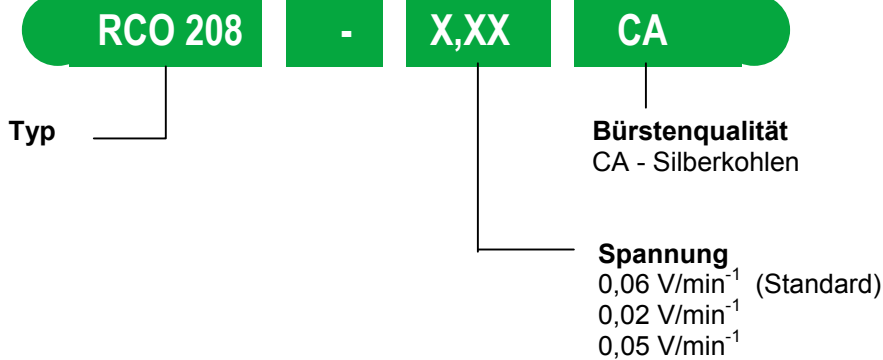 RCO 208 - X,XX CA
Typ
Bürstenqualität
CA - Silberkohlen
Spannung
0,06 V/min⁻¹ (Standard)
0,02 V/min⁻¹
0,05 V/min⁻¹